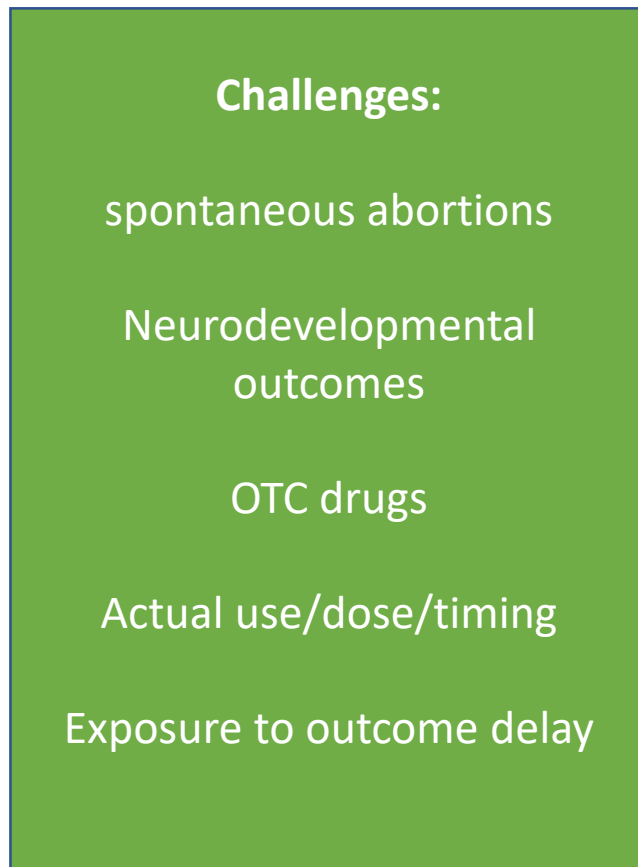 Challenges:
spontaneous abortions
Neurodevelopmental
outcomes
OTC drugs
Actual use/dose/timing
Exposure to outcome delay